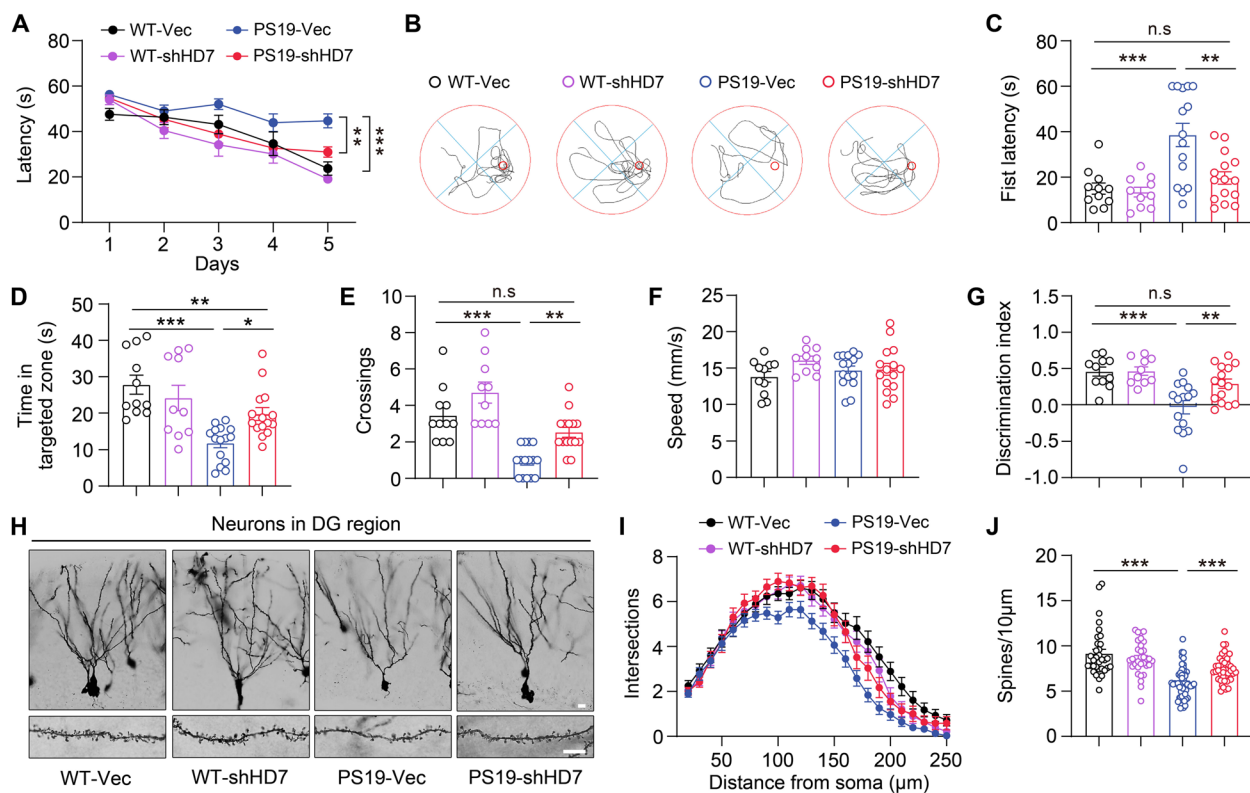 A
WT-Vec
PS19-Vec
WT-shHD7
PS19-shHD7
Latency (s)
80
60
40
20
0
1 2 3 4 5
Days
** ***
B
WT-Vec WT-shHD7 PS19-Vec PS19-shHD7
C
n.s
*** **
Fist latency (s)
80
60
40
20
0
D
**
*** *
Time in
targeted zone (s)
50
40
30
20
10
0
E
n.s
*** **
Crossings
10
8
6
4
2
0
F
Speed (mm/s)
25
20
15
10
5
0
G
n.s
*** **
Discrimination index
1.5
1.0
0.5
0.0
-0.5
-1.0
H
Neurons in DG region
WT-Vec WT-shHD7 PS19-Vec PS19-shHD7
I
WT-Vec
PS19-Vec
WT-shHD7
PS19-shHD7
Intersections
8
6
4
2
0
50 100 150 200 250
Distance from soma (μm)
J
*** ***
Spines/10μm
20
15
10
5
0